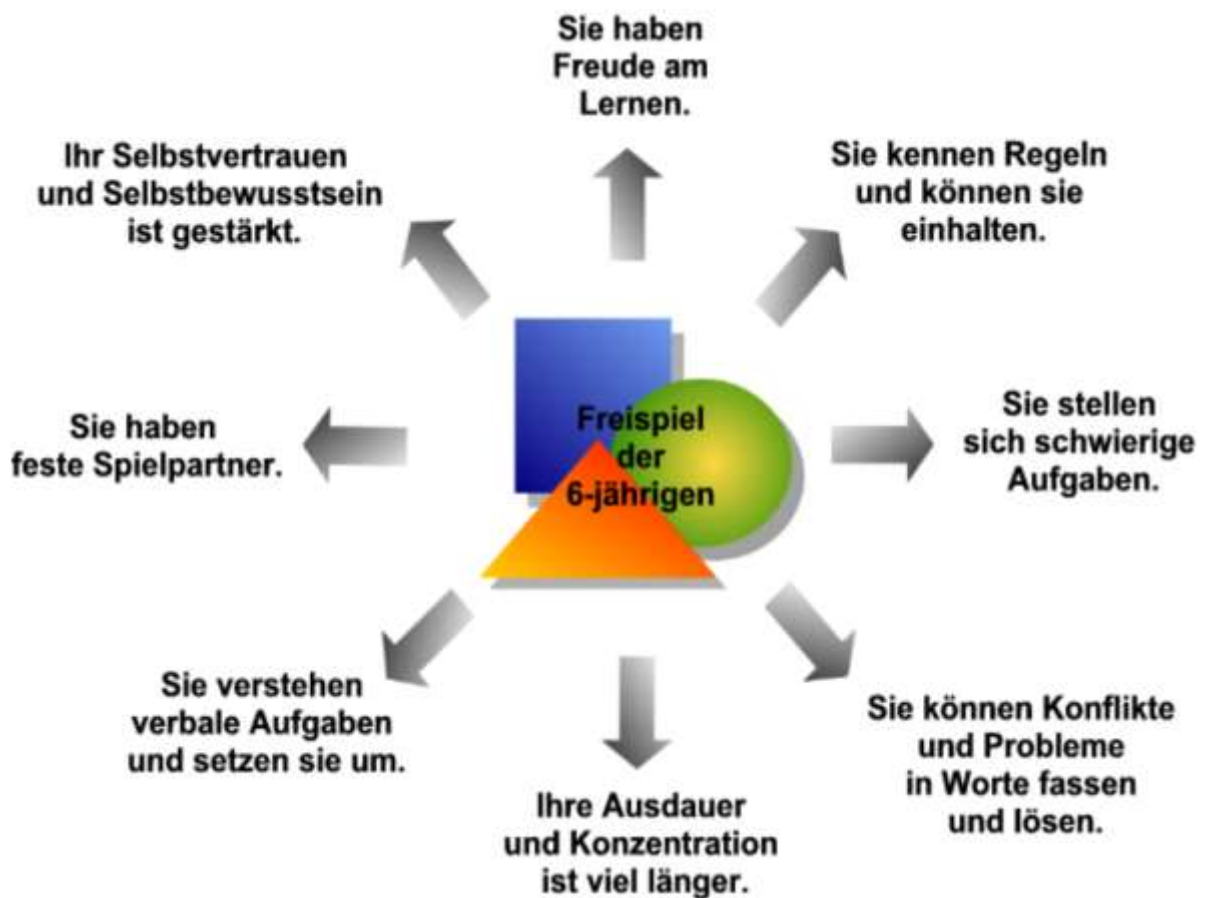 Sie haben
Freude am
Lernen.
Ihr Selbstvertrauen
und Selbstbewusstsein
ist gestärkt.
Sie kennen Regeln
und können sie
einhalten.
Sie haben
feste Spielpartner.
Freispiel
der
6-jährigen
Sie stellen
sich schwierige
Aufgaben.
Sie verstehen
verbale Aufgaben
und setzen sie um.
Ihre Ausdauer
und Konzentration
ist viel länger.
Sie können Konflikte
und Probleme
in Worte fassen
und lösen.